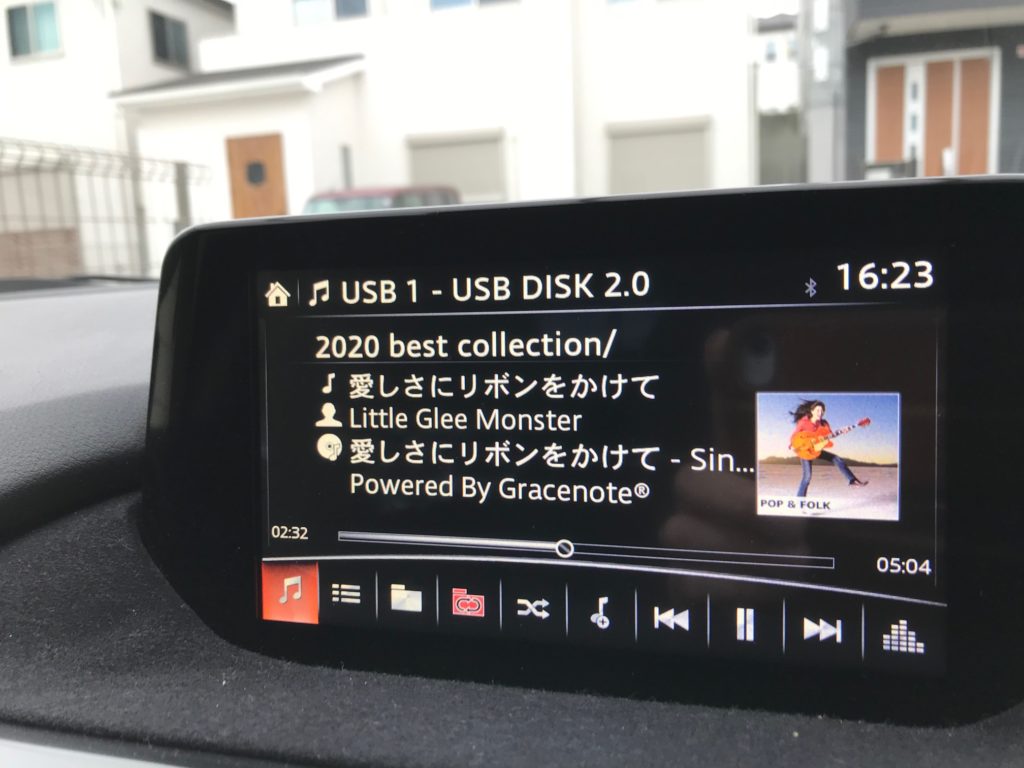 USB 1 - USB DISK 2.0
16:23
2020 best collection/
愛しさにリボンをかけて
Little Glee Monster
愛しさにリボンをかけて - Sin...
Powered By Gracenote®
POP & FOLK
02:32
05:04